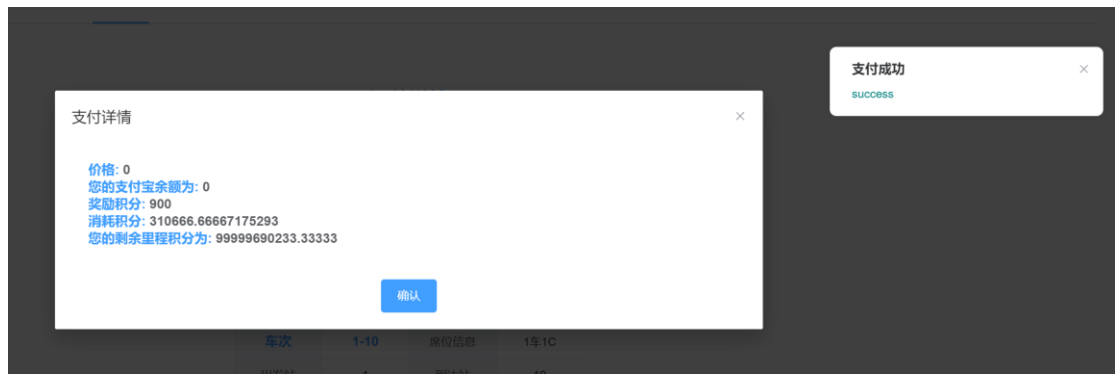 支付成功
success
支付详情
价格: 0
您的支付宝余额为: 0
奖励积分: 900
消耗积分: 310666.66667175293
您的剩余里程积分为: 99999690233.33333
确认
车次 1-10 席位信息 1车1C